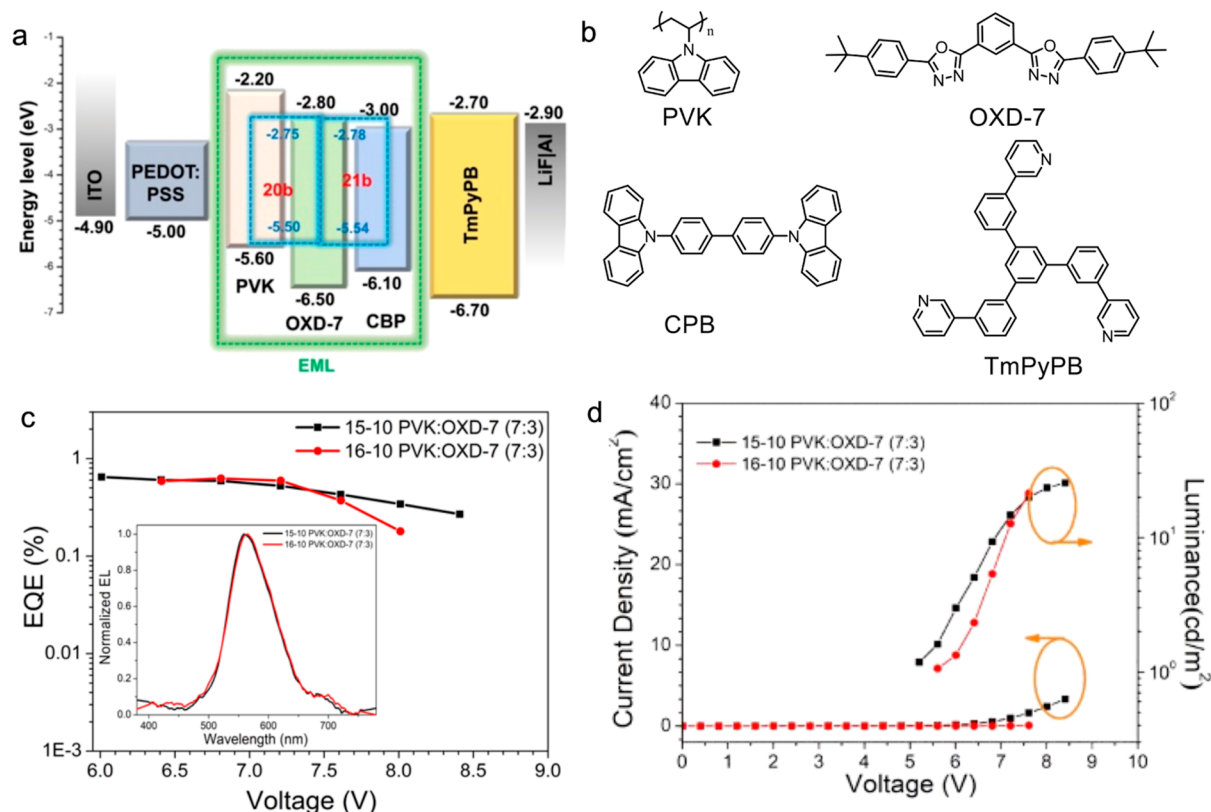 a
Energy level (eV)
-1
-2
-3
-4
-5
-6
-7
ITO
-4.90
PEDOT:
PSS
-5.00
-2.20
-5.60
PVK
-2.80
-6.50
OXD-7
-3.00
-6.10
CBP
-2.75
20b
-5.50
-2.78
21b
-5.54
EML
-2.70
TmPyPB
-6.70
-2.90
LiF|Al
b
n
N
PVK
O
N N
O
N N
OXD-7
N
N
CPB
N
N
N
TmPyPB
c
EQE (%)
1
0.1
0.01
1E-3
15-10 PVK:OXD-7 (7:3)
16-10 PVK:OXD-7 (7:3)
Normalized EL
1.0
0.8
0.6
0.4
0.2
0.0
15-10 PVK:OXD-7 (7:3)
16-10 PVK:OXD-7 (7:3)
400 500 600 700
Wavelength (nm)
6.0 6.5 7.0 7.5 8.0 8.5 9.0
Voltage (V)
d
Current Density (mA/cm²)
40
30
20
10
0
15-10 PVK:OXD-7 (7:3)
16-10 PVK:OXD-7 (7:3)
10²
10¹
10⁰
Luminance(cd/m²)
0 1 2 3 4 5 6 7 8 9 10
Voltage (V)